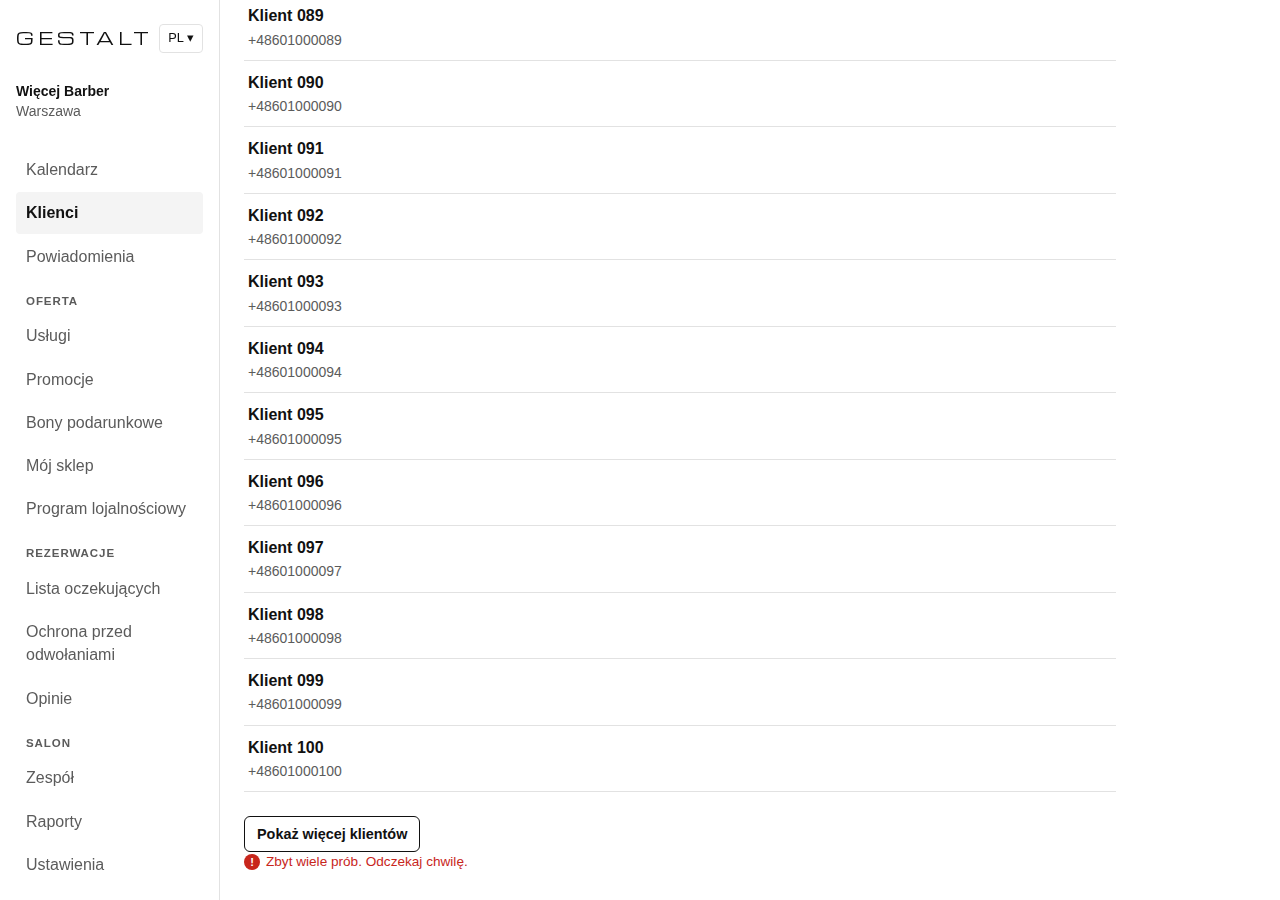 GESTALT
PL ▾
Więcej Barber
Warszawa
Kalendarz
Klienci
Powiadomienia
OFERTA
Usługi
Promocje
Bony podarunkowe
Mój sklep
Program lojalnościowy
REZERWACJE
Lista oczekujących
Ochrona przed
odwołaniami
Opinie
SALON
Zespół
Raporty
Ustawienia
Klient 089
+48601000089
Klient 090
+48601000090
Klient 091
+48601000091
Klient 092
+48601000092
Klient 093
+48601000093
Klient 094
+48601000094
Klient 095
+48601000095
Klient 096
+48601000096
Klient 097
+48601000097
Klient 098
+48601000098
Klient 099
+48601000099
Klient 100
+48601000100
Pokaż więcej klientów
! Zbyt wiele prób. Odczekaj chwilę.